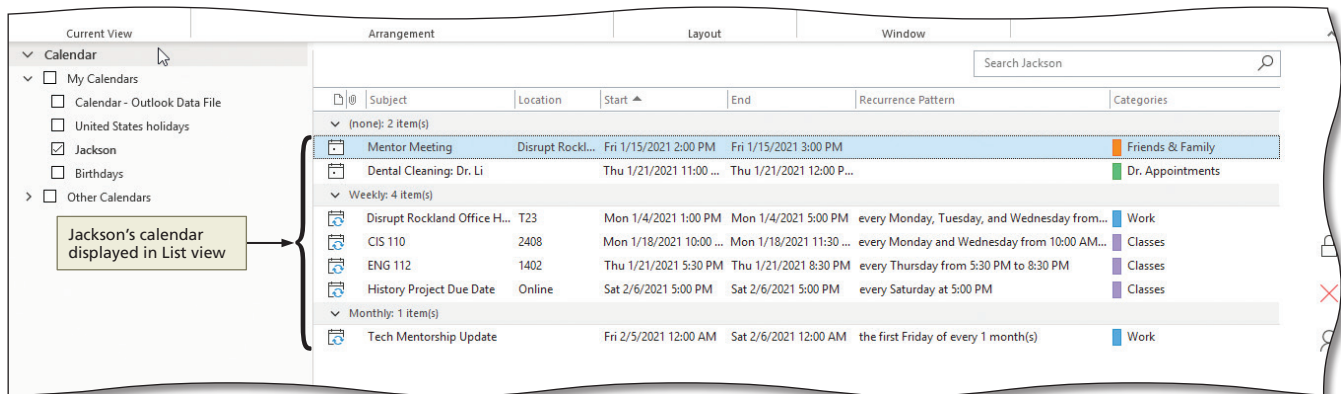 Current View Arrangement Layout Window
Calendar
My Calendars
Calendar - Outlook Data File
United States holidays
Jackson
Birthdays
Other Calendars
Jackson's calendar
displayed in List view
Search Jackson
Subject Location Start End Recurrence Pattern Categories
(none): 2 item(s)
Mentor Meeting Disrupt Rockl... Fri 1/15/2021 2:00 PM Fri 1/15/2021 3:00 PM Friends & Family
Dental Cleaning: Dr. Li Thu 1/21/2021 11:00 ... Thu 1/21/2021 12:00 P... Dr. Appointments
Weekly: 4 item(s)
Disrupt Rockland Office H... T23 Mon 1/4/2021 1:00 PM Mon 1/4/2021 5:00 PM every Monday, Tuesday, and Wednesday from... Work
CIS 110 2408 Mon 1/18/2021 10:00 ... Mon 1/18/2021 11:30 ... every Monday and Wednesday from 10:00 AM... Classes
ENG 112 1402 Thu 1/21/2021 5:30 PM Thu 1/21/2021 8:30 PM every Thursday from 5:30 PM to 8:30 PM Classes
History Project Due Date Online Sat 2/6/2021 5:00 PM Sat 2/6/2021 5:00 PM every Saturday at 5:00 PM Classes
Monthly: 1 item(s)
Tech Mentorship Update Fri 2/5/2021 12:00 AM Sat 2/6/2021 12:00 AM the first Friday of every 1 month(s) Work